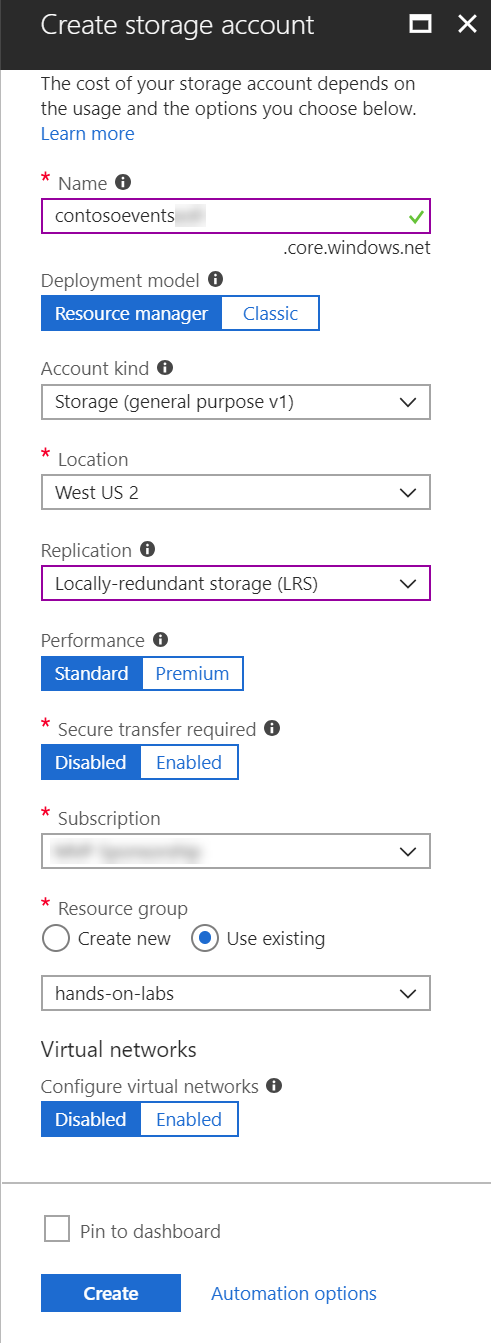 Create storage account
The cost of your storage account depends on
the usage and the options you choose below.
Learn more
* Name
contosoevents
.core.windows.net
Deployment model
Resource manager Classic
Account kind
Storage (general purpose v1)
* Location
West US 2
Replication
Locally-redundant storage (LRS)
Performance
Standard Premium
* Secure transfer required
Disabled Enabled
* Subscription
* Resource group
Create new Use existing
hands-on-labs
Virtual networks
Configure virtual networks
Disabled Enabled
Pin to dashboard
Create Automation options